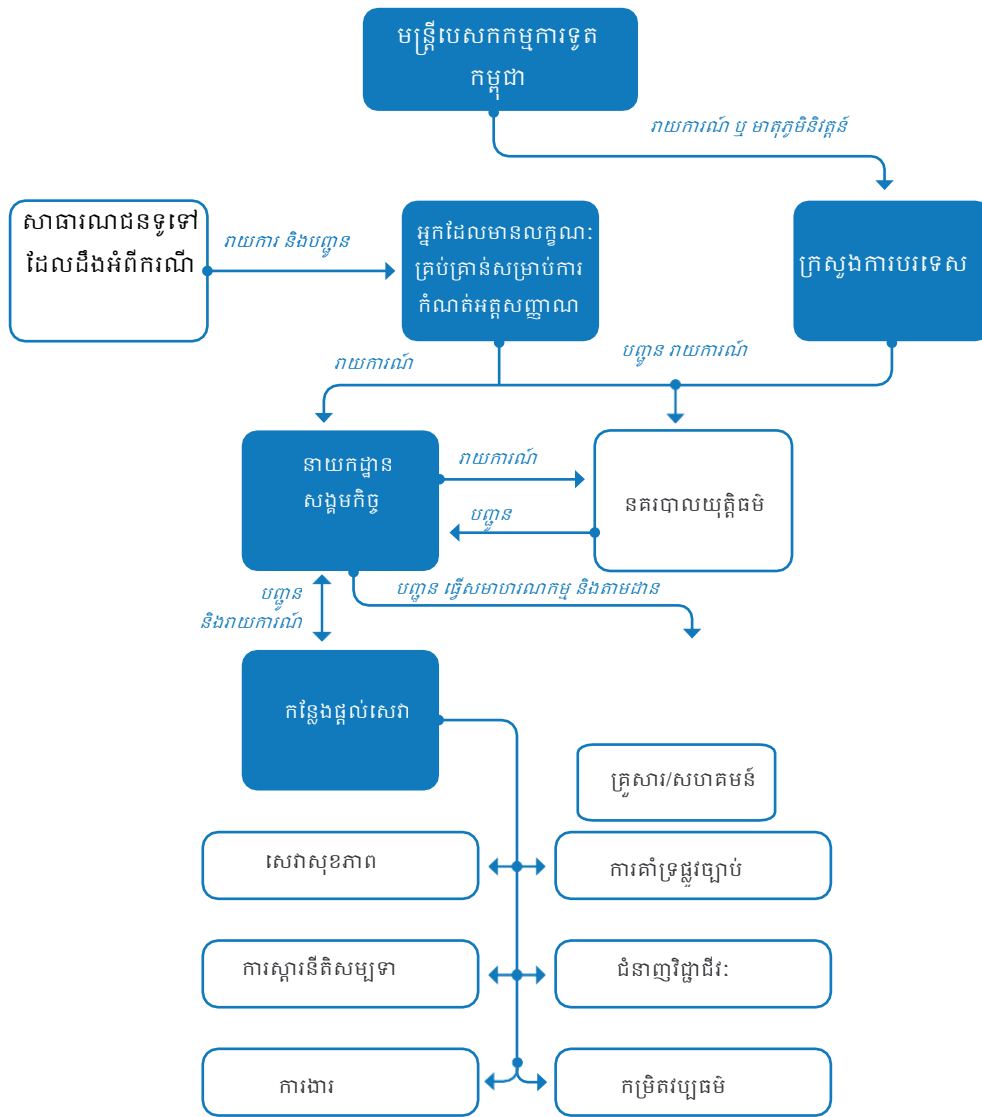 មន្ត្រីបេសកកម្មការទូត
កម្ពុជា
រាយការណ៍ ឬ មាតុភូមិនិវត្តន៍
សាធារណជនទូទៅ
ដែលដឹងអំពីករណី
រាយការ និងបញ្ជូន
អ្នកដែលមានលក្ខណៈ
គ្រប់គ្រាន់សម្រាប់ការ
កំណត់អត្តសញ្ញាណ
ក្រសួងការបរទេស
រាយការណ៍
បញ្ជូន រាយការណ៍
នាយកដ្ឋាន
សង្គមកិច្ច
រាយការណ៍
បញ្ជូន
នគរបាលយុត្តិធម៌
បញ្ជូន
និងរាយការណ៍
បញ្ជូន ធ្វើសមាហរណកម្ម និងតាមដាន
កន្លែងផ្តល់សេវា
គ្រួសារ/សហគមន៍
សេវាសុខភាព
ការគាំទ្រផ្លូវច្បាប់
ការស្តារនីតិសម្បទា
ជំនាញវិជ្ជាជីវៈ
ការងារ
កម្រិតវប្បធម៌